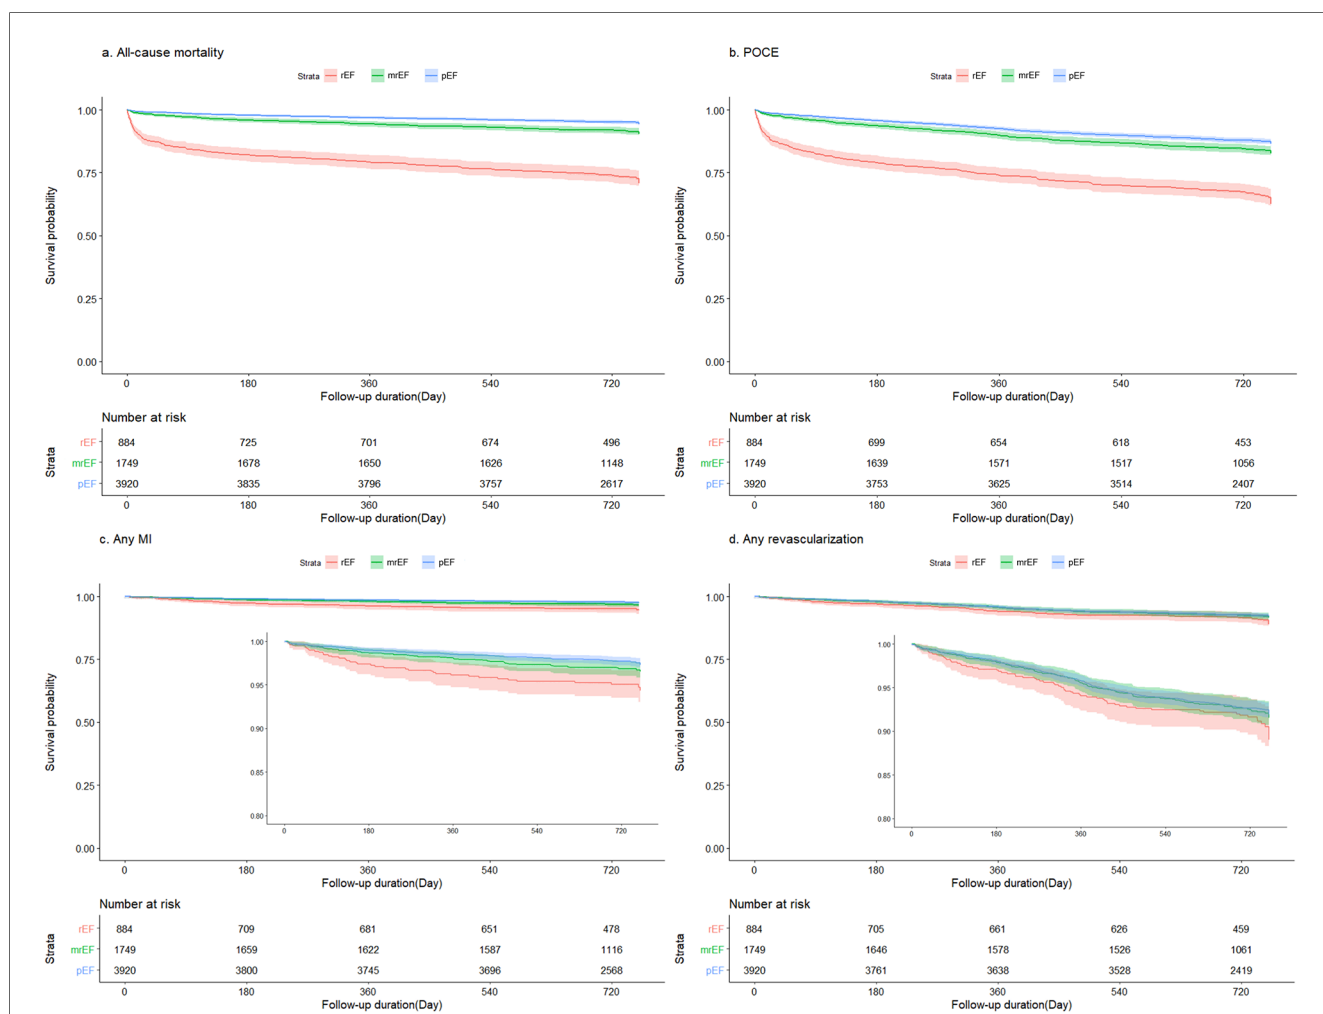 a. All-cause mortality
Strata rEF mrEF pEF
1.00
0.75
0.50
0.25
0.00
Survival probability
0 180 360 540 720
Follow-up duration(Day)
Number at risk
Strata
rEF 884 725 701 674 496
mrEF 1749 1678 1650 1626 1148
pEF 3920 3835 3796 3757 2617
0 180 360 540 720
Follow-up duration(Day)
b. POCE
Strata rEF mrEF pEF
1.00
0.75
0.50
0.25
0.00
Survival probability
0 180 360 540 720
Follow-up duration(Day)
Number at risk
Strata
rEF 884 699 654 618 453
mrEF 1749 1639 1571 1517 1056
pEF 3920 3753 3625 3514 2407
0 180 360 540 720
Follow-up duration(Day)
c. Any MI
Strata rEF mrEF pEF
1.00
0.75
0.50
0.25
0.00
Survival probability
1.00
0.95
0.90
0.85
0.80
0 180 360 540 720
0 180 360 540 720
Follow-up duration(Day)
Number at risk
Strata
rEF 884 709 681 651 478
mrEF 1749 1659 1622 1587 1116
pEF 3920 3800 3745 3696 2568
0 180 360 540 720
Follow-up duration(Day)
d. Any revascularization
Strata rEF mrEF pEF
1.00
0.75
0.50
0.25
0.00
Survival probability
1.00
0.95
0.90
0.85
0.80
0 180 360 540 720
0 180 360 540 720
Follow-up duration(Day)
Number at risk
Strata
rEF 884 705 661 626 459
mrEF 1749 1646 1578 1526 1061
pEF 3920 3761 3638 3528 2419
0 180 360 540 720
Follow-up duration(Day)